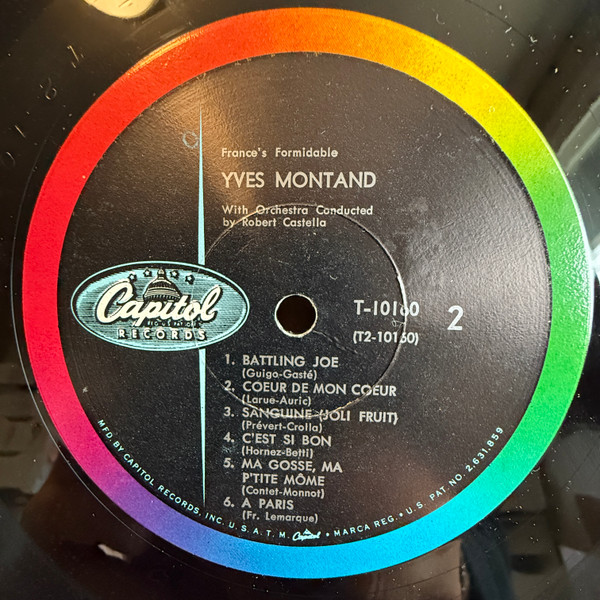 France's Formidable
YVES MONTAND
With Orchestra Conducted
by Robert Castella
Capitol
RECORDS
T-10160
(T2-10160)
2
1. BATTLING JOE
(Guigo-Gasté)
2. COEUR DE MON COEUR
(Larue-Auric)
3. SANGUINE (JOLI FRUIT)
(Prévert-Crolla)
4. C'EST SI BON
(Hornez-Betti)
5. MA GOSSE, MA
P'TITE MÔME
(Contet-Monnot)
6. A PARIS
(Fr. Lemarque)
MFD. BY CAPITOL RECORDS, INC. U.S.A. T.M. Capitol • MARCA REG. • U.S. PAT. NO. 2,631,859